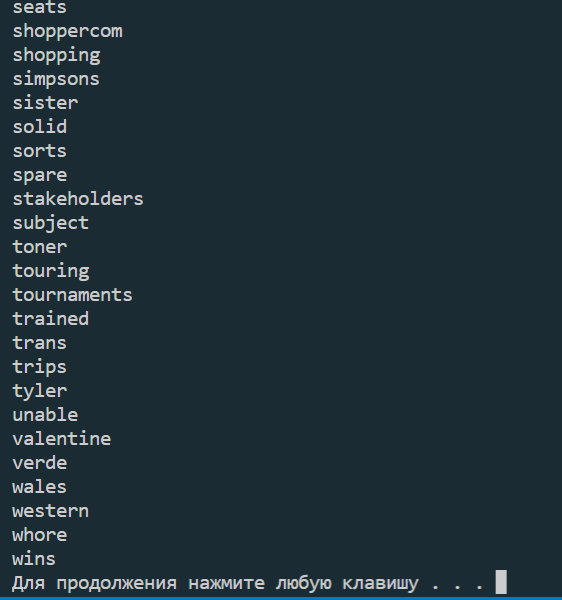 seats
shoppercom
shopping
simpsons
sister
solid
sorts
spare
stakeholders
subject
toner
touring
tournaments
trained
trans
trips
tyler
unable
valentine
verde
wales
western
whore
wins
Для продолжения нажмите любую клавишу . . .